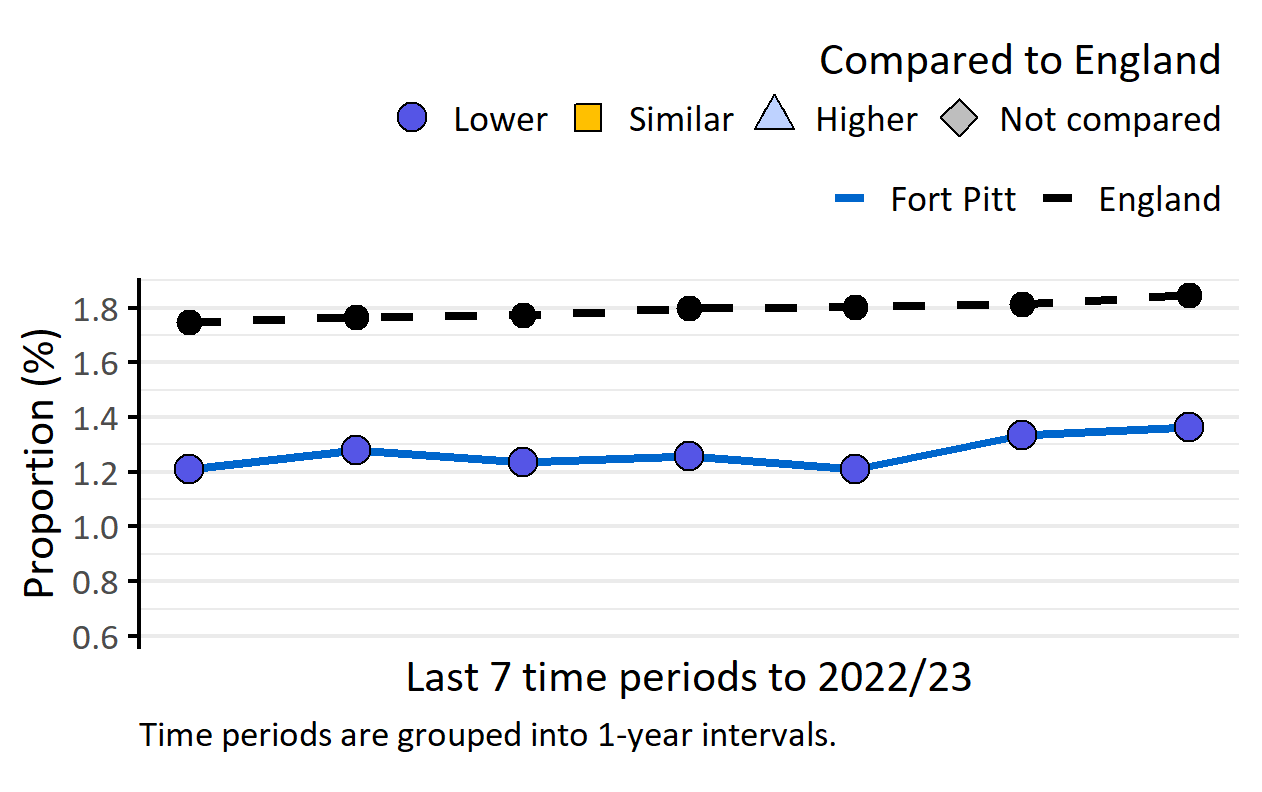 Compared to England
Lower Similar Higher Not compared
Fort Pitt England
Proportion (%)
1.8
1.6
1.4
1.2
1.0
0.8
0.6
Last 7 time periods to 2022/23
Time periods are grouped into 1-year intervals.